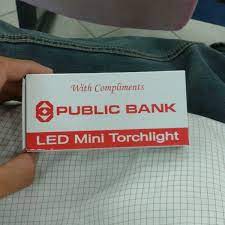 With Compliments
PUBLIC BANK
LED Mini Torchlight